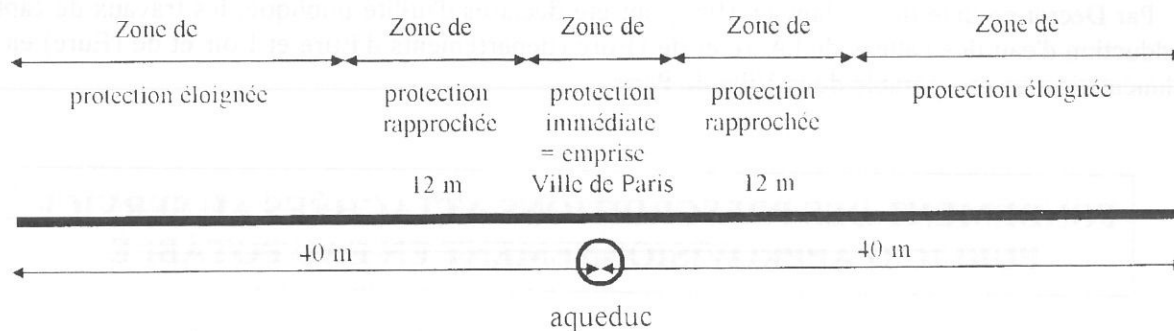 Zone de Zone de Zone de Zone de Zone de
protection éloignée protection protection protection protection éloignée
rapprochée immédiate rapprochée
= emprise
12 m Ville de Paris 12 m
40 m 40 m
aqueduc